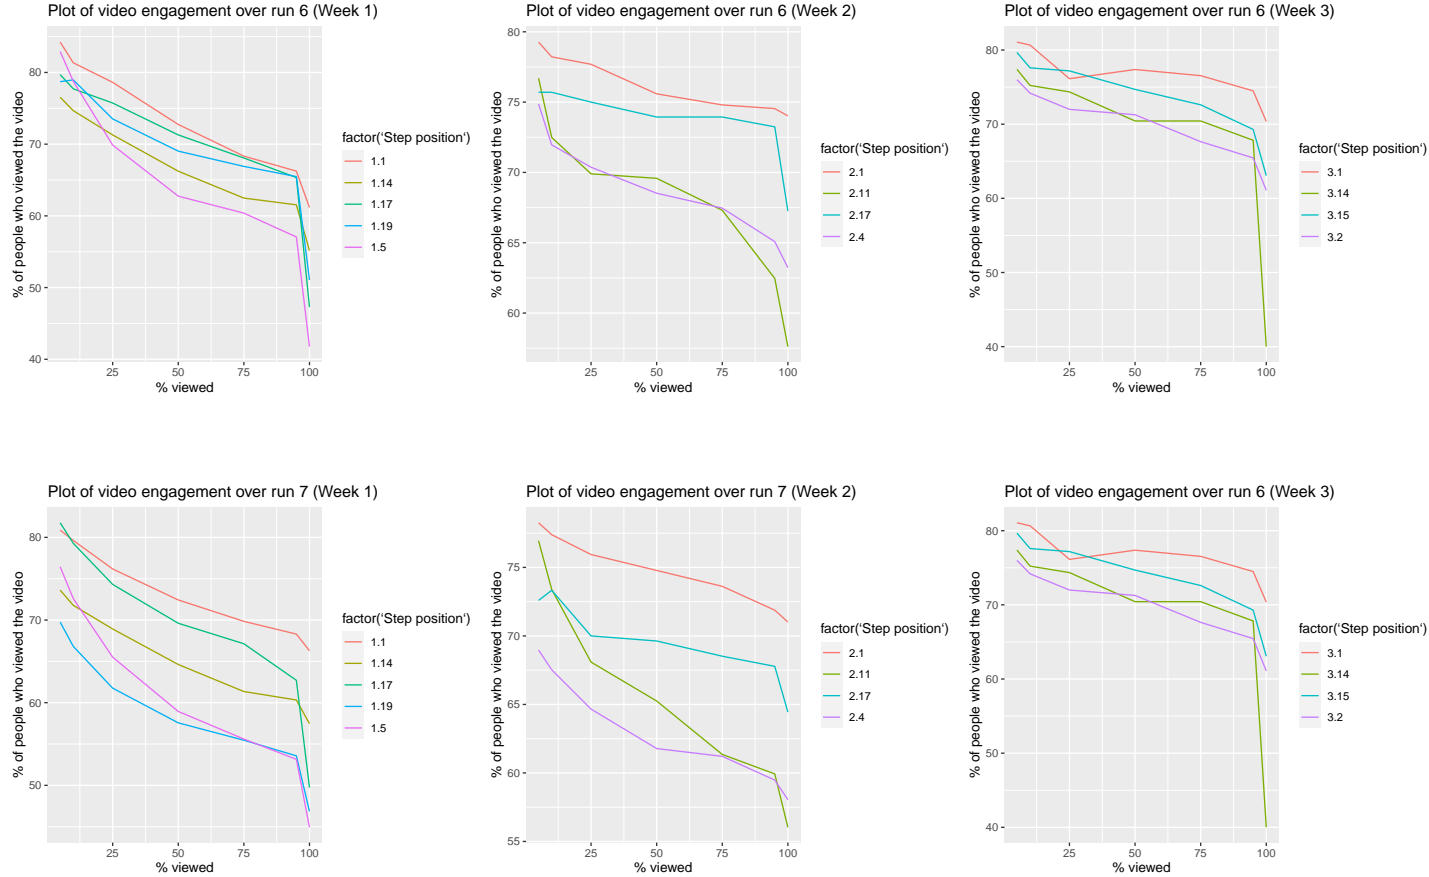 Plot of video engagement over run 6 (Week 1)
% of people who viewed the video
80
70
60
50
40
25 50 75 100
% viewed
factor(‘Step position‘)
1.1
1.14
1.17
1.19
1.5
Plot of video engagement over run 6 (Week 2)
% of people who viewed the video
80
75
70
65
60
25 50 75 100
% viewed
factor(‘Step position‘)
2.1
2.11
2.17
2.4
Plot of video engagement over run 6 (Week 3)
% of people who viewed the video
80
70
60
50
40
25 50 75 100
% viewed
factor(‘Step position‘)
3.1
3.14
3.15
3.2
Plot of video engagement over run 7 (Week 1)
% of people who viewed the video
80
70
60
50
25 50 75 100
% viewed
factor(‘Step position‘)
1.1
1.14
1.17
1.19
1.5
Plot of video engagement over run 7 (Week 2)
% of people who viewed the video
75
70
65
60
55
25 50 75 100
% viewed
factor(‘Step position‘)
2.1
2.11
2.17
2.4
Plot of video engagement over run 6 (Week 3)
% of people who viewed the video
80
70
60
50
40
25 50 75 100
% viewed
factor(‘Step position‘)
3.1
3.14
3.15
3.2